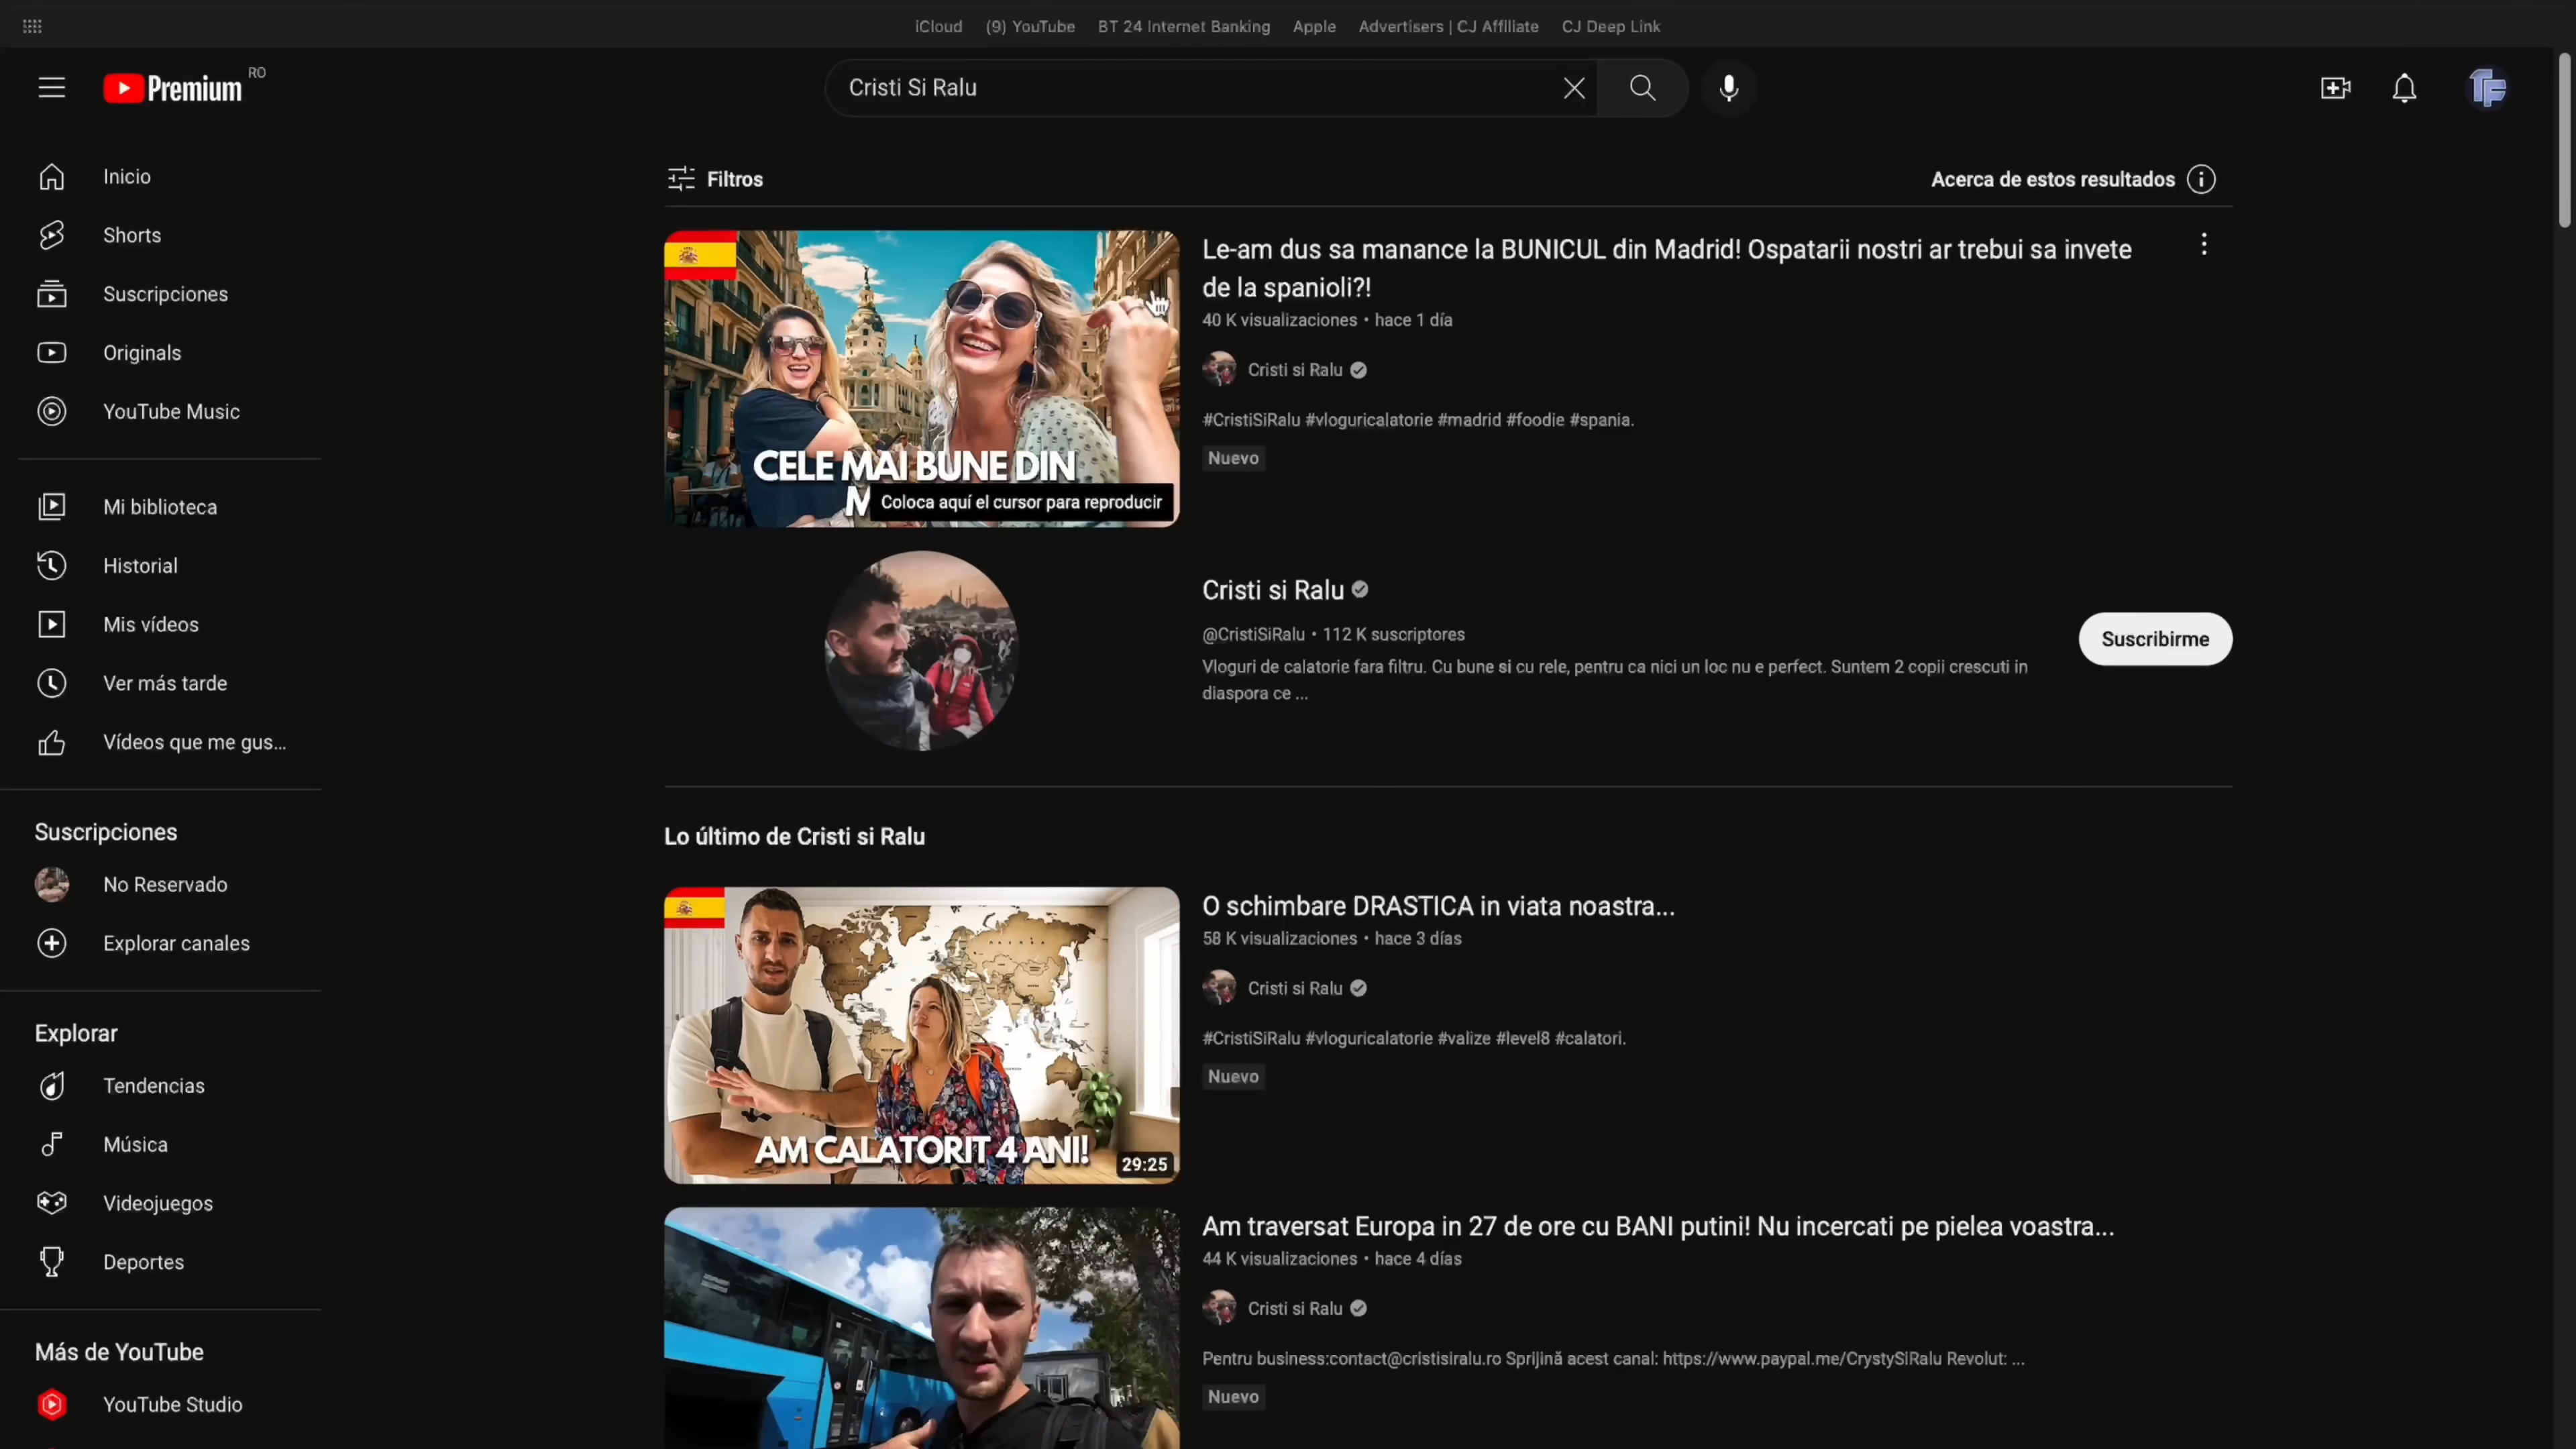 iCloud (9) YouTube BT 24 Internet Banking Apple Advertisers | CJ Affiliate CJ Deep Link
Premium RO
Cristi Si Ralu
Inicio
Shorts
Suscripciones
Originals
YouTube Music
Mi biblioteca
Historial
Mis vídeos
Ver más tarde
Vídeos que me gus...
Suscripciones
No Reservado
Explorar canales
Explorar
Tendencias
Música
Videojuegos
Deportes
Más de YouTube
YouTube Studio
Filtros
Acerca de estos resultados
CELE MAI BUNE DIN
M
Coloca aquí el cursor para reproducir
Le-am dus sa manance la BUNICUL din Madrid! Ospatarii nostri ar trebui sa invete
de la spanioli?!
40 K visualizaciones • hace 1 día
Cristi si Ralu
#CristiSiRalu #vloguricalatorie #madrid #foodie #spania.
Nuevo
Cristi si Ralu
@CristiSiRalu • 112 K suscriptores
Vloguri de calatorie fara filtru. Cu bune si cu rele, pentru ca nici un loc nu e perfect. Suntem 2 copii crescuti in
diaspora ce ...
Suscribirme
Lo último de Cristi si Ralu
AM CALATORIT 4 ANI!
29:25
O schimbare DRASTICA in viata noastra...
58 K visualizaciones • hace 3 días
Cristi si Ralu
#CristiSiRalu #vloguricalatorie #valize #level8 #calatori.
Nuevo
Am traversat Europa in 27 de ore cu BANI putini! Nu incercati pe pielea voastra...
44 K visualizaciones • hace 4 días
Cristi si Ralu
Pentru business:contact@cristisiralu.ro Sprijină acest canal: https://www.paypal.me/CrystySiRalu Revolut: ...
Nuevo